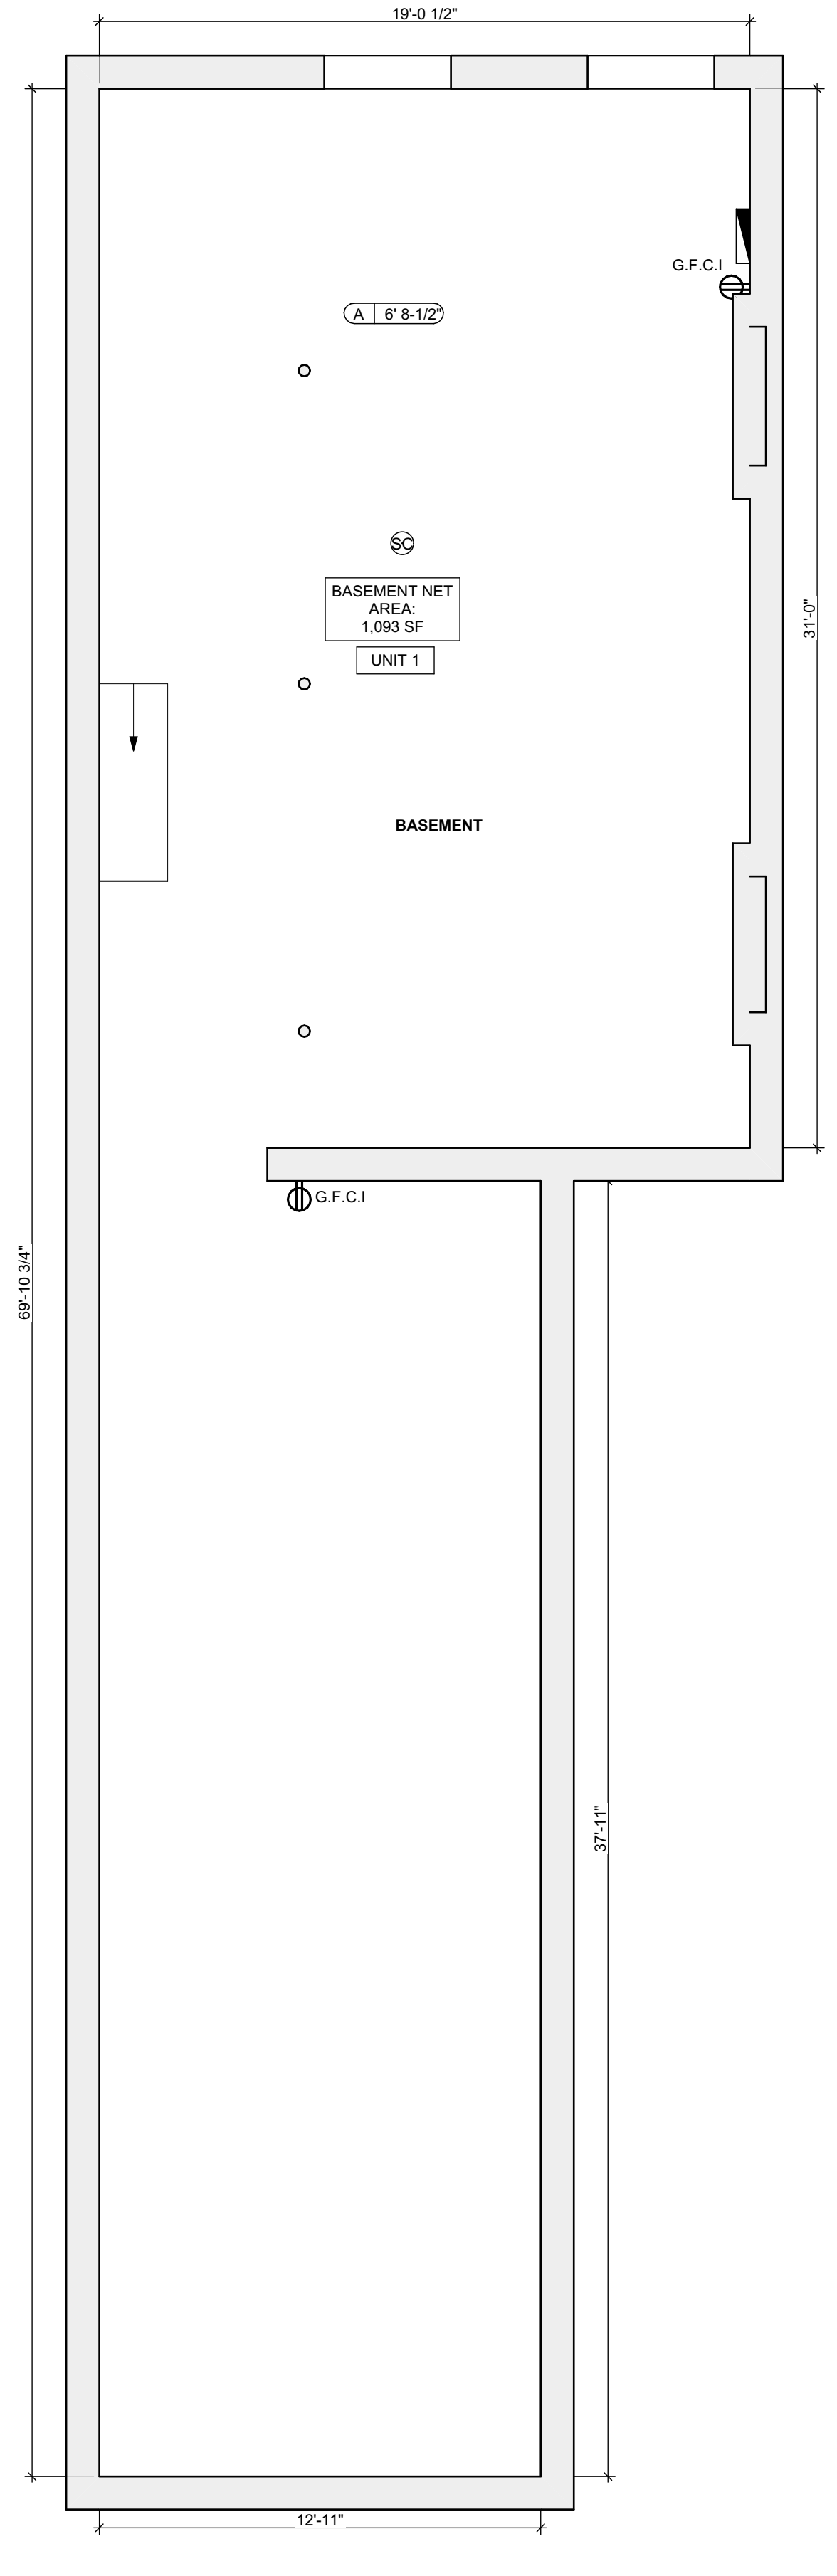 19'-0 1/2"
G.F.C.I
A 6' 8-1/2"
SC
BASEMENT NET
AREA:
1,093 SF
UNIT 1
31'-0"
BASEMENT
G.F.C.I
69'-10 3/4"
37'-11"
12'-11"